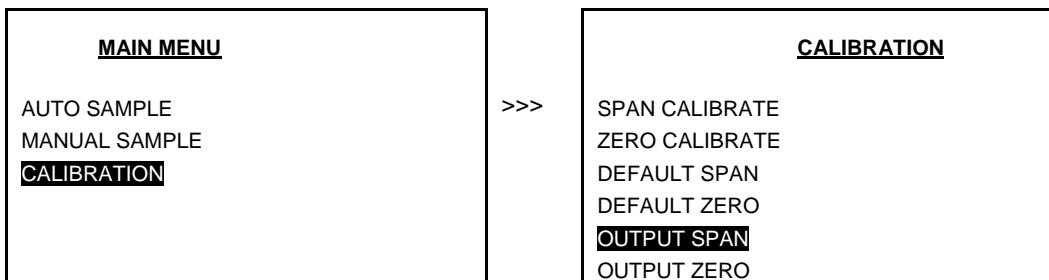 MAIN MENU
AUTO SAMPLE
MANUAL SAMPLE
CALIBRATION
>>>
CALIBRATION
SPAN CALIBRATE
ZERO CALIBRATE
DEFAULT SPAN
DEFAULT ZERO
OUTPUT SPAN
OUTPUT ZERO